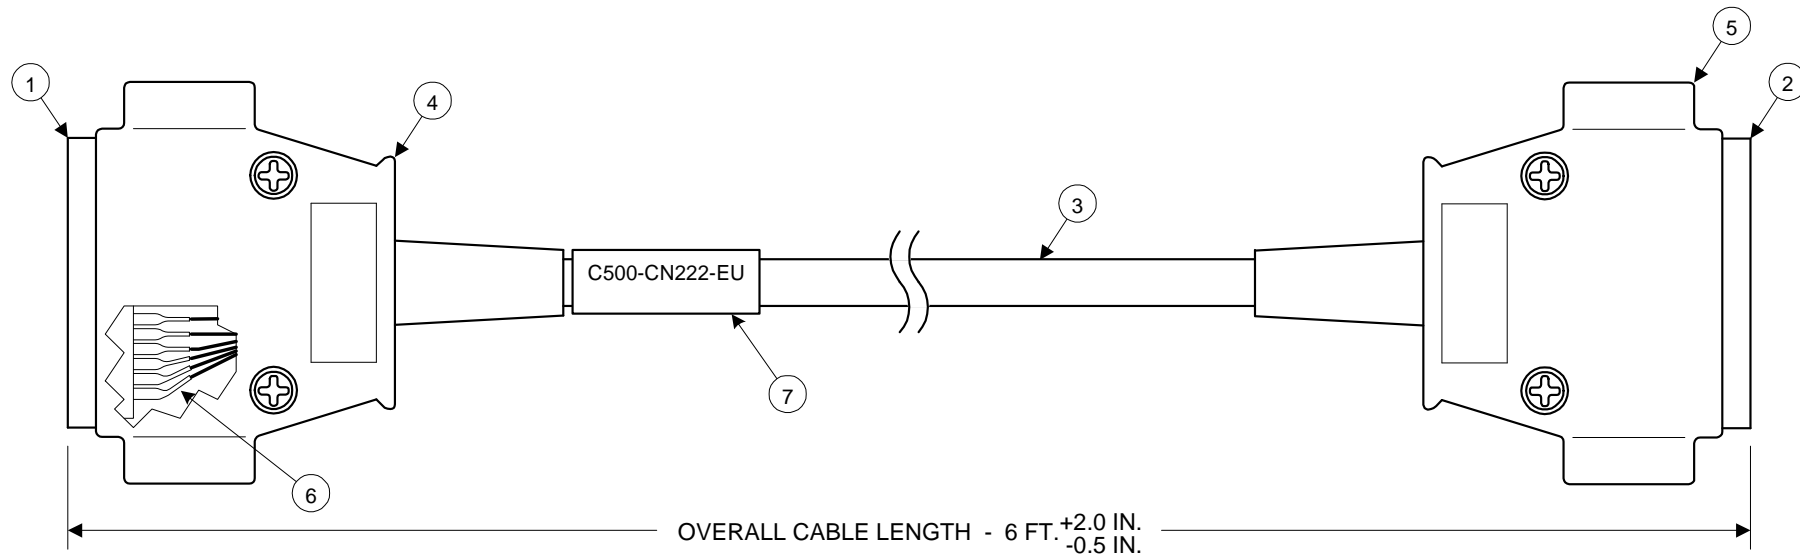 5
1
2
4
3
C500-CN222-EU
7
6
OVERALL CABLE LENGTH - 6 FT. +2.0 IN.
-0.5 IN.